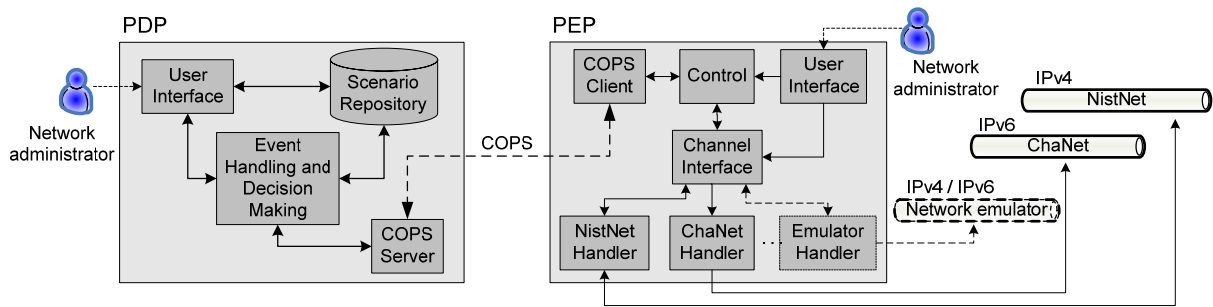 PDP
User
Interface
Scenario
Repository
Network
administrator
Event
Handling and
Decision
Making
COPS
Server
COPS
PEP
COPS
Client
Control
User
Interface
Network
administrator
Channel
Interface
NistNet
Handler
ChaNet
Handler
...
Emulator
Handler
IPv4
NistNet
IPv6
ChaNet
IPv4 / IPv6
Network emulator